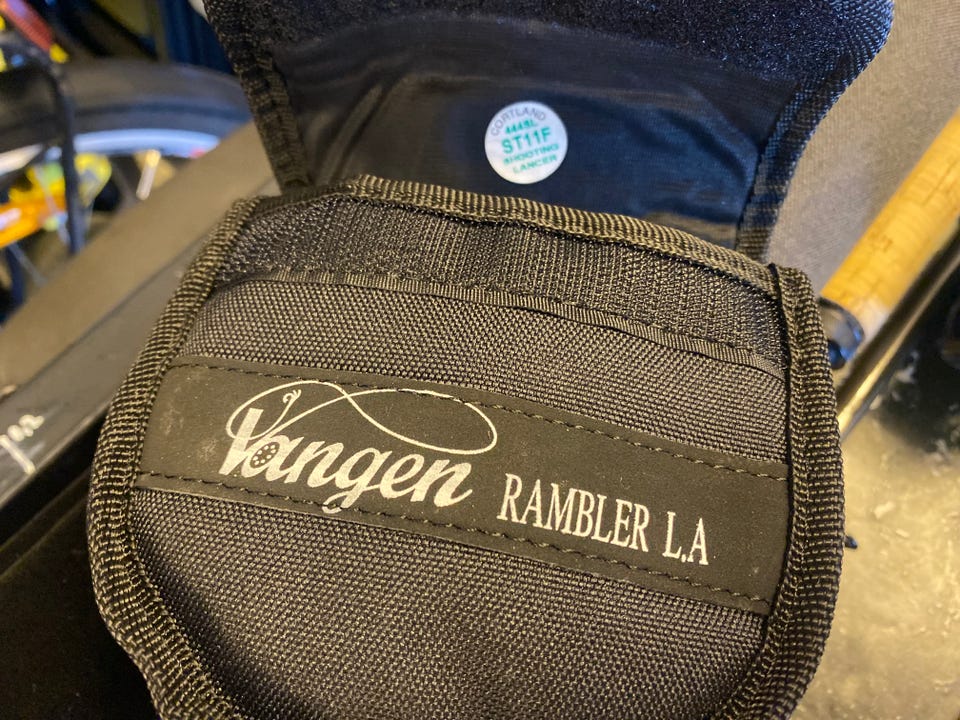 CORTLAND
444SL
ST11F
SHOOTING
LANCER
Vangen RAMBLER L.A